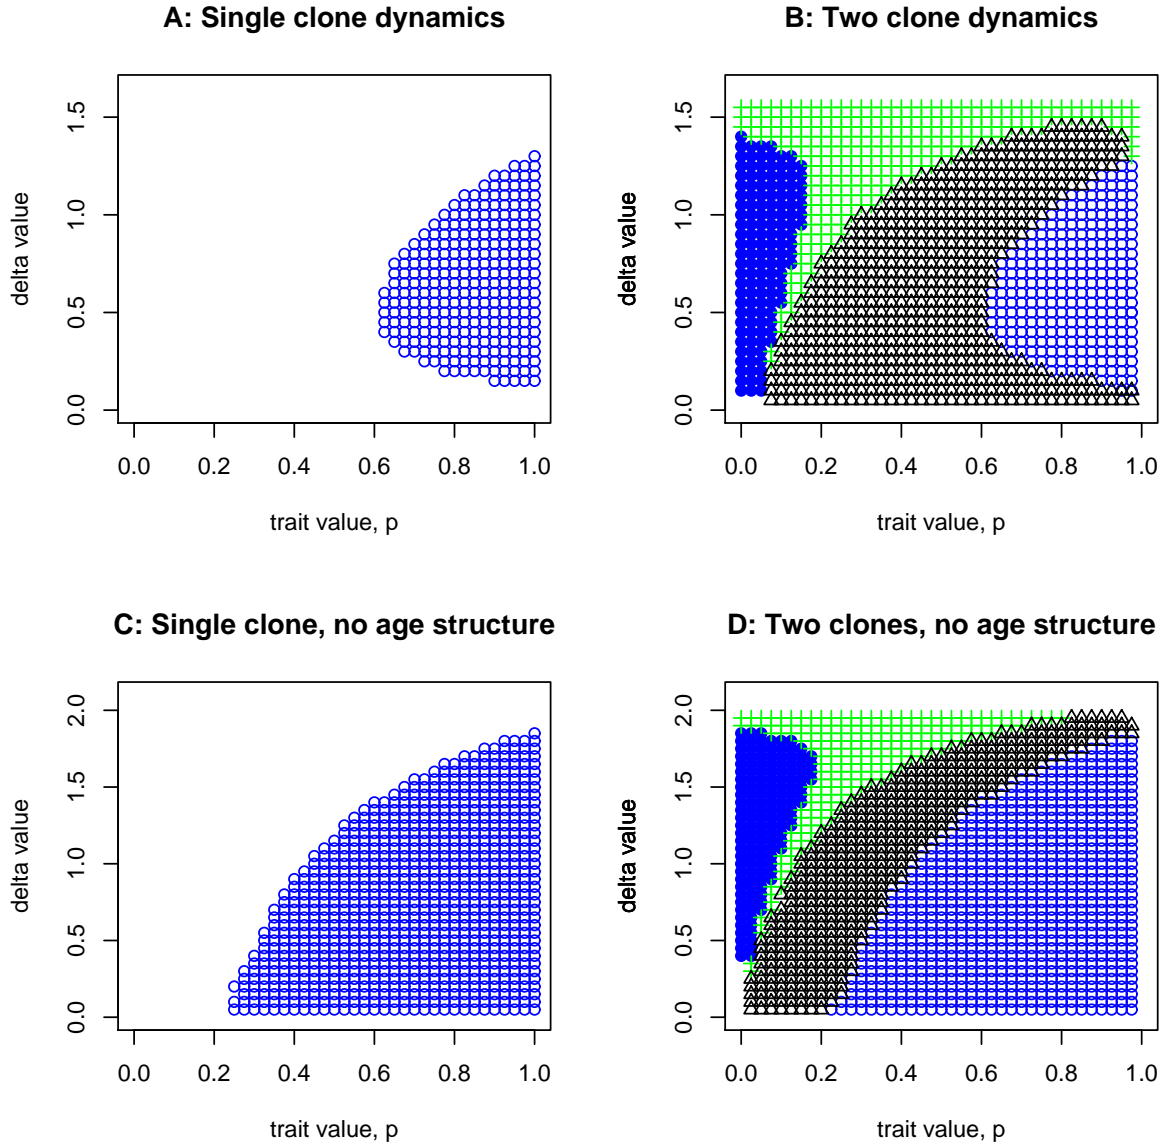 A: Single clone dynamics
delta value
0.0 0.5 1.0 1.5
0.0 0.2 0.4 0.6 0.8 1.0
trait value, p
B: Two clone dynamics
delta value
0.0 0.5 1.0 1.5
0.0 0.2 0.4 0.6 0.8 1.0
trait value, p
C: Single clone, no age structure
delta value
0.0 0.5 1.0 1.5 2.0
0.0 0.2 0.4 0.6 0.8 1.0
trait value, p
D: Two clones, no age structure
delta value
0.0 0.5 1.0 1.5 2.0
0.0 0.2 0.4 0.6 0.8 1.0
trait value, p